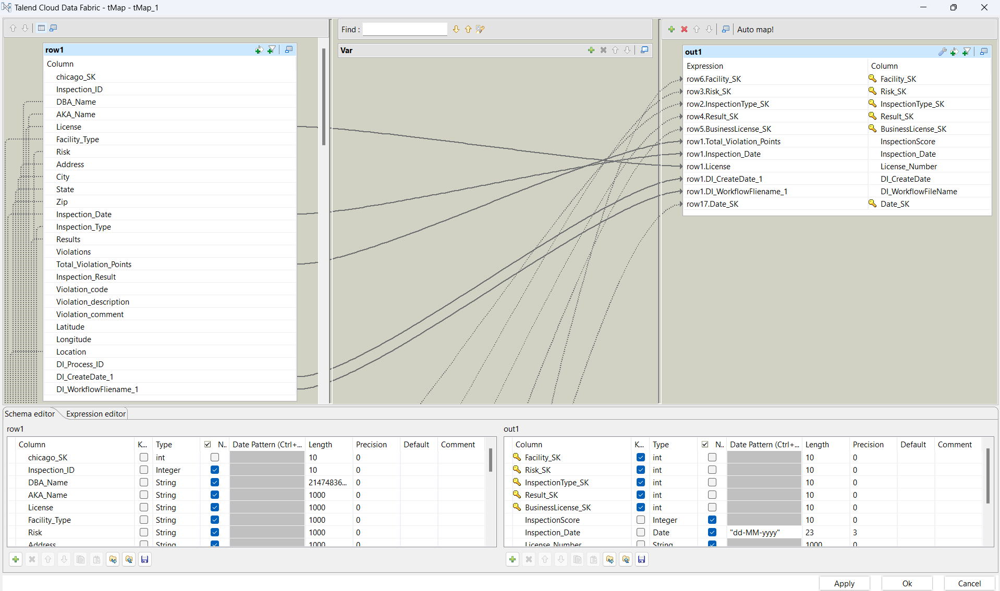 Talend Cloud Data Fabric - tMap - tMap_1
Find :
Auto map!
row1
Column
chicago_SK
Inspection_ID
DBA_Name
AKA_Name
License
Facility_Type
Risk
Address
City
State
Zip
Inspection_Date
Inspection_Type
Results
Violations
Total_Violation_Points
Inspection_Result
Violation_code
Violation_description
Violation_comment
Latitude
Longitude
Location
DI_Process_ID
DI_CreateDate_1
DI_WorkflowFliename_1
Var
out1
Expression Column
row6.Facility_SK Facility_SK
row3.Risk_SK Risk_SK
row2.InspectionType_SK InspectionType_SK
row4.Result_SK Result_SK
row5.BusinessLicense_SK BusinessLicense_SK
row1.Total_Violation_Points InspectionScore
row1.Inspection_Date Inspection_Date
row1.License License_Number
row1.DI_CreateDate_1 DI_CreateDate
row1.DI_WorkflowFliename_1 DI_WorkflowFileName
row17.Date_SK Date_SK
Schema editor Expression editor
row1
Column K... Type N.. Date Pattern (Ctrl+... Length Precision Default Comment
chicago_SK int 10 0
Inspection_ID Integer 10 0
DBA_Name String 21474836... 0
AKA_Name String 1000 0
License String 1000 0
Facility_Type String 1000 0
Risk String 1000 0
Address String 1000 0
out1
Column K... Type N.. Date Pattern (Ctrl+... Length Precision Default Comment
Facility_SK int 10 0
Risk_SK int 10 0
InspectionType_SK int 10 0
Result_SK int 10 0
BusinessLicense_SK int 10 0
InspectionScore Integer 10 0
Inspection_Date Date "dd-MM-yyyy" 23 3
License_Number String 1000 0
Apply Ok Cancel